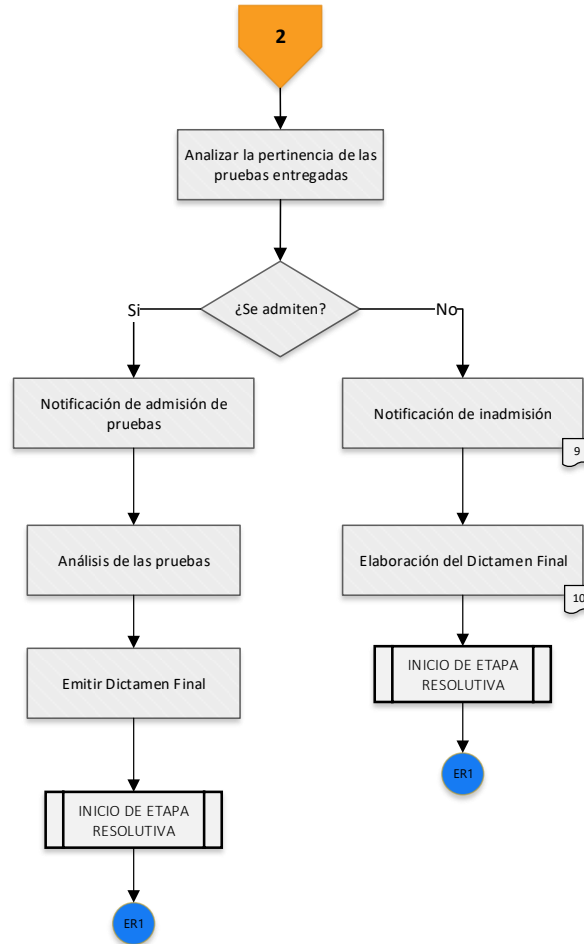 2
Analizar la pertinencia de las
pruebas entregadas
¿Se admiten?
Si
No
Notificación de admisión de
pruebas
Notificación de inadmisión
9
Análisis de las pruebas
Elaboración del Dictamen Final
10
Emitir Dictamen Final
INICIO DE ETAPA
RESOLUTIVA
ER1
INICIO DE ETAPA
RESOLUTIVA
ER1